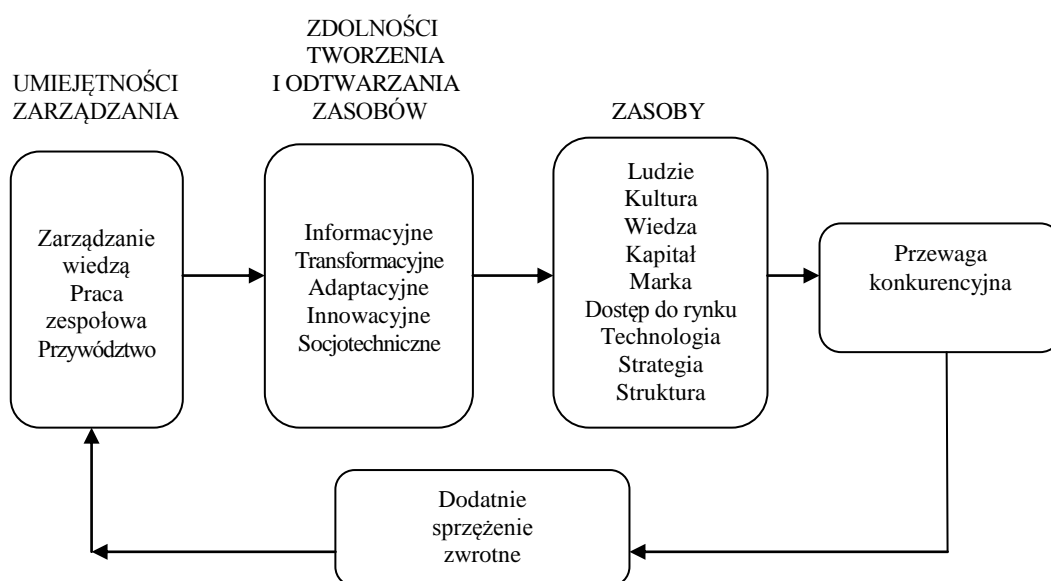 UMIEJĘTNOŚCI
ZARZĄDZANIA
ZDOLNOŚCI
TWORZENIA
I ODTWARZANIA
ZASOBÓW
ZASOBY
Zarządzanie
wiedzą
Praca
zespołowa
Przywództwo
Informacyjne
Transformacyjne
Adaptacyjne
Innowacyjne
Socjotechniczne
Ludzie
Kultura
Wiedza
Kapitał
Marka
Dostęp do rynku
Technologia
Strategia
Struktura
Przewaga
konkurencyjna
Dodatnie
sprzężenie
zwrotne